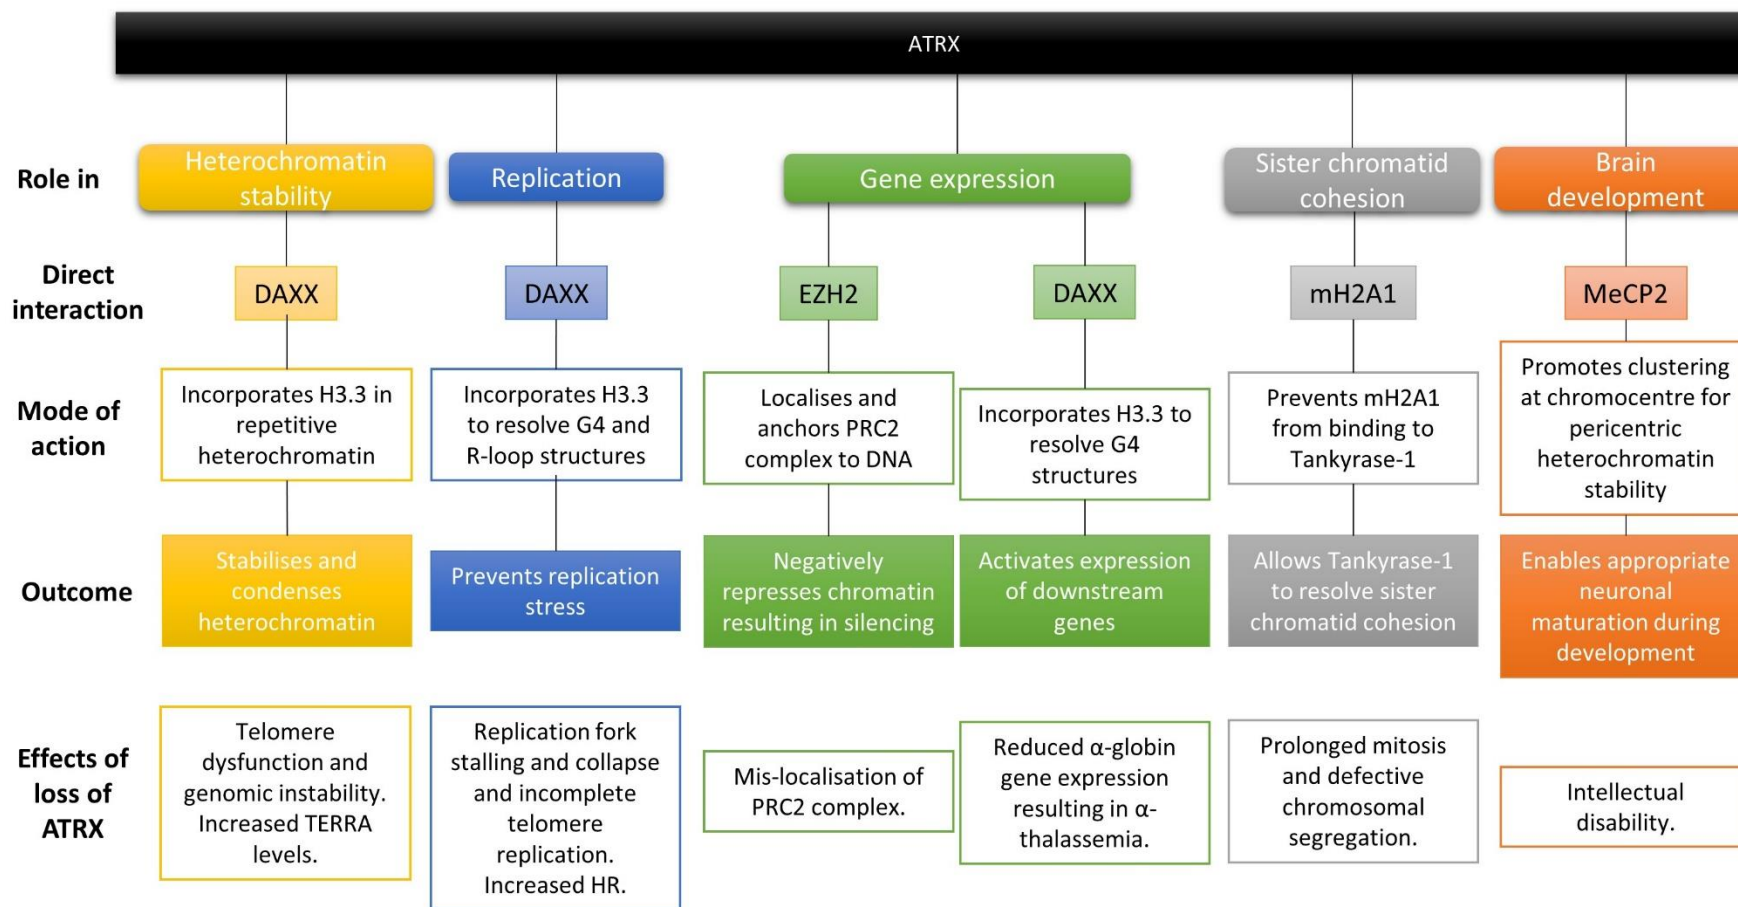 ATRX
Role in
Heterochromatin
stability
Replication
Gene expression
Sister chromatid
cohesion
Brain
development
Direct
interaction
DAXX
DAXX
EZH2
DAXX
mH2A1
MeCP2
Mode of
action
Incorporates H3.3 in
repetitive
heterochromatin
Incorporates H3.3
to resolve G4 and
R-loop structures
Localises and
anchors PRC2
complex to DNA
Incorporates H3.3 to
resolve G4
structures
Prevents mH2A1
from binding to
Tankyrase-1
Promotes clustering
at chromocentre for
pericentric
heterochromatin
stability
Outcome
Stabilises and
condenses
heterochromatin
Prevents replication
stress
Negatively
represses chromatin
resulting in silencing
Activates expression
of downstream
genes
Allows Tankyrase-1
to resolve sister
chromatid cohesion
Enables appropriate
neuronal
maturation during
development
Effects of
loss of
ATRX
Telomere
dysfunction and
genomic instability.
Increased TERRA
levels.
Replication fork
stalling and collapse
and incomplete
telomere
replication.
Increased HR.
Mis-localisation of
PRC2 complex.
Reduced α-globin
gene expression
resulting in α-
thalassemia.
Prolonged mitosis
and defective
chromosomal
segregation.
Intellectual
disability.